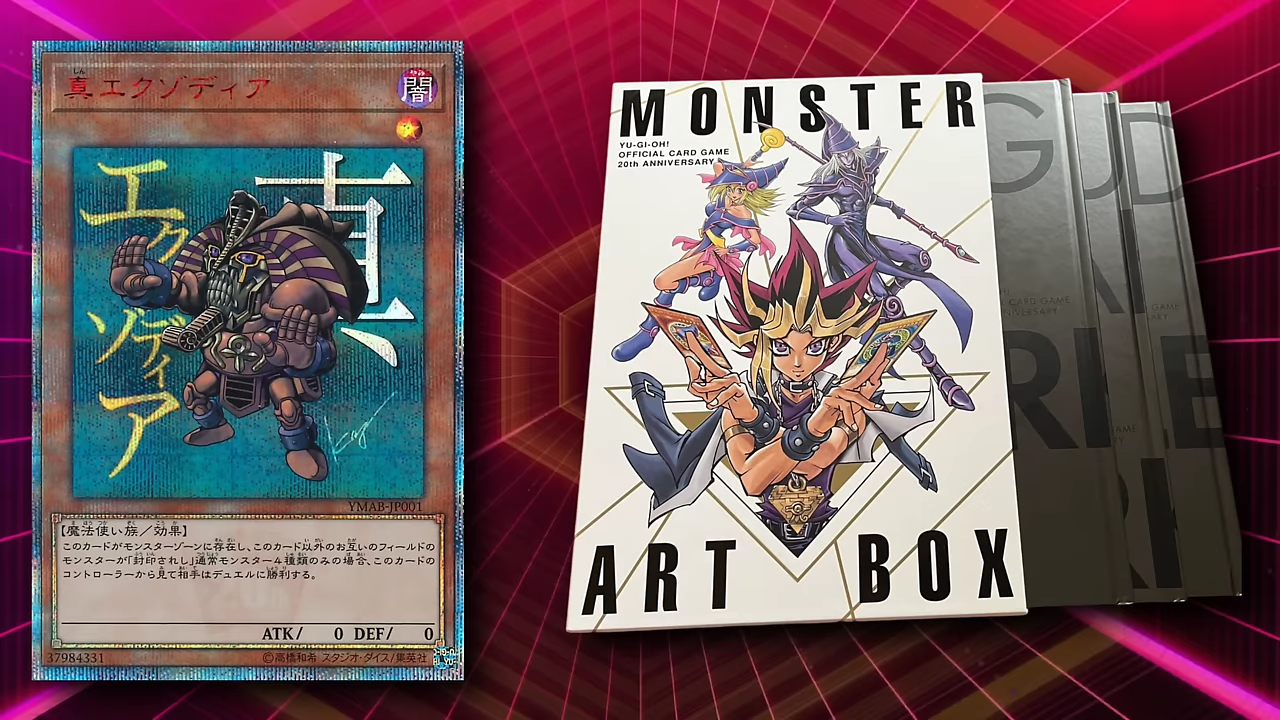 真エクゾディア
しん
闇
真
エクゾディア
YMAB-JP001
【魔法使い族／効果】
このカードがモンスターゾーンに存在し、このカード以外のお互いのフィールドの
モンスターが「封印されし」通常モンスター４種類のみの場合、このカードの
コントローラーから見て相手はデュエルに勝利する。
ATK/ 0 DEF/ 0
37984331
©高橋和希 スタジオ・ダイス/集英社
MONSTER
YU-GI-OH!
OFFICIAL CARD GAME
20th ANNIVERSARY
ART BOX
CARD GAME
GAME